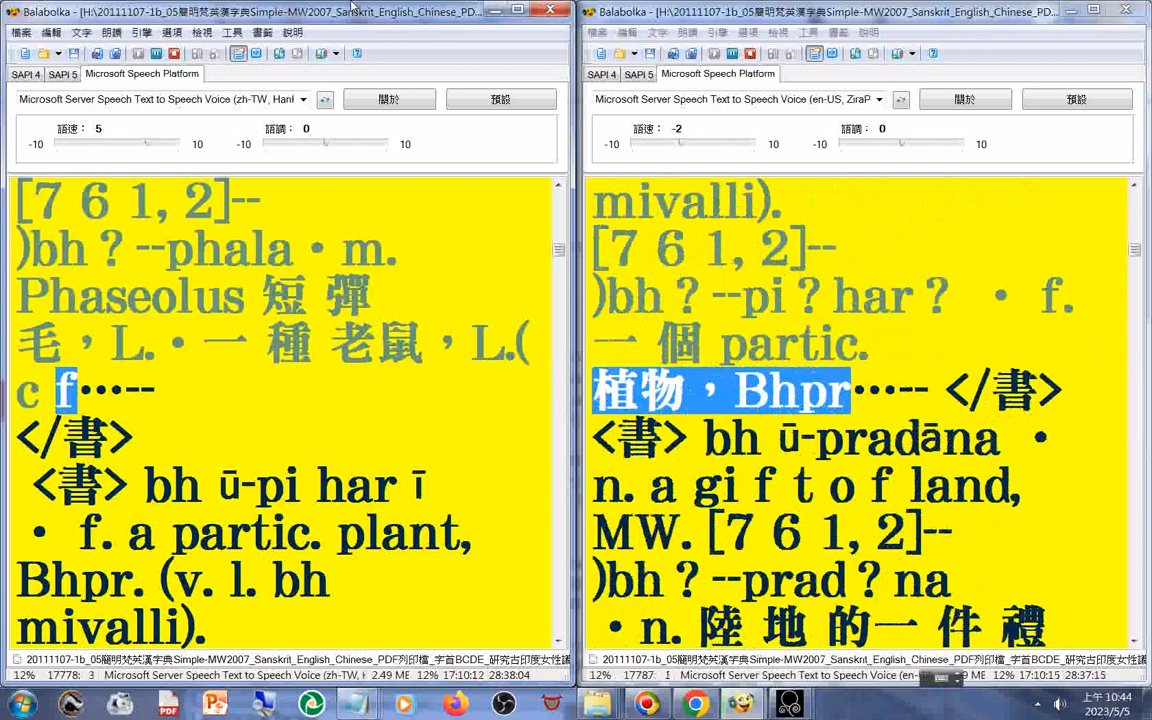 Balabolka - [H:\20111107-1b_05簡明梵英漢字典Simple-MW2007_Sanskrit_English_Chinese_PD...
檔案 編輯 文字 朗讀 引擎 選項 檢視 工具 書籤 說明
SAPI 4 SAPI 5 Microsoft Speech Platform
Microsoft Server Speech Text to Speech Voice (zh-TW, Han
關於 預設
語速： 5 語調： 0
-10 10 -10 10
[7 6 1, 2]--
)bh？--phala・m.
Phaseolus 短 彈
毛，L.・一 種 老鼠，L.(
c f…--
</書>
<書> bh ū-pi har ī
・ f. a partic. plant,
Bhpr. (v. l. bh
mivalli).
20111107-1b_05簡明梵英漢字典Simple-MW2007_Sanskrit_English_Chinese_PDF列印檔_字首BCDE_研究古印度女性議
12% 17778: 3 Microsoft Server Speech Text to Speech Voice (zh-TW, 2.49 ME 12% 17:10:12 28:38:04
Balabolka - [H:\20111107-1b_05簡明梵英漢字典Simple-MW2007_Sanskrit_English_Chinese_PD...
檔案 編輯 文字 朗讀 引擎 選項 檢視 工具 書籤 說明
SAPI 4 SAPI 5 Microsoft Speech Platform
Microsoft Server Speech Text to Speech Voice (en-US, ZiraP
關於 預設
語速： -2 語調： 0
-10 10 -10 10
mivalli).
[7 6 1, 2]--
)bh？--pi？har？ ・ f.
一 個 partic.
植物，Bhpr…-- </書>
<書> bh ū-pradāna ・
n. a gi f t o f land,
MW. [7 6 1, 2]--
)bh？--prad？na
・n. 陸 地 的一 件 禮
20111107-1b_05簡明梵英漢字典Simple-MW2007_Sanskrit_English_Chinese_PDF列印檔_字首BCDE_研究古印度女性議
12% 17787: 1 Microsoft Server Speech Text to Speech Voice (en-U 2.49 ME 12% 17:10:15 28:37:15
PDF
上午 10:44
2023/5/5